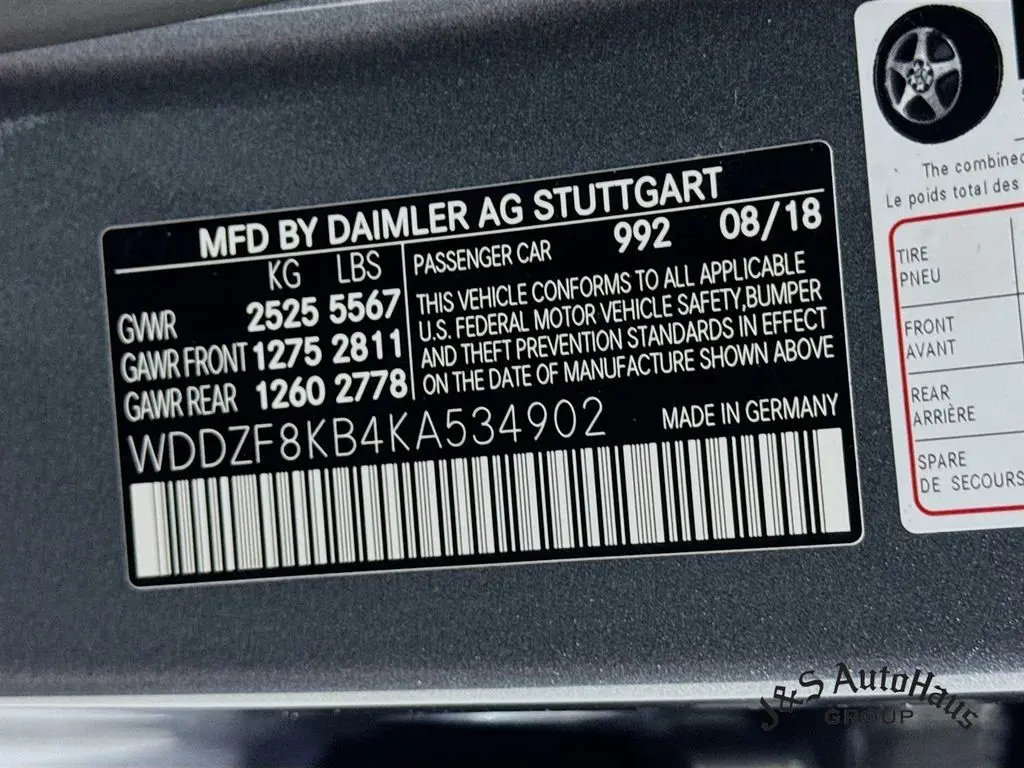 MFD BY DAIMLER AG STUTTGART
KG LBS
GVWR 2525 5567
GAWR FRONT 1275 2811
GAWR REAR 1260 2778
PASSENGER CAR 992 08/18
THIS VEHICLE CONFORMS TO ALL APPLICABLE
U.S. FEDERAL MOTOR VEHICLE SAFETY,BUMPER
AND THEFT PREVENTION STANDARDS IN EFFECT
ON THE DATE OF MANUFACTURE SHOWN ABOVE
WDDZF8KB4KA534902 MADE IN GERMANY
The combined
Le poids total des
TIRE
PNEU
FRONT
AVANT
REAR
ARRIÈRE
SPARE
DE SECOURS
J&S AutoHaus
GROUP